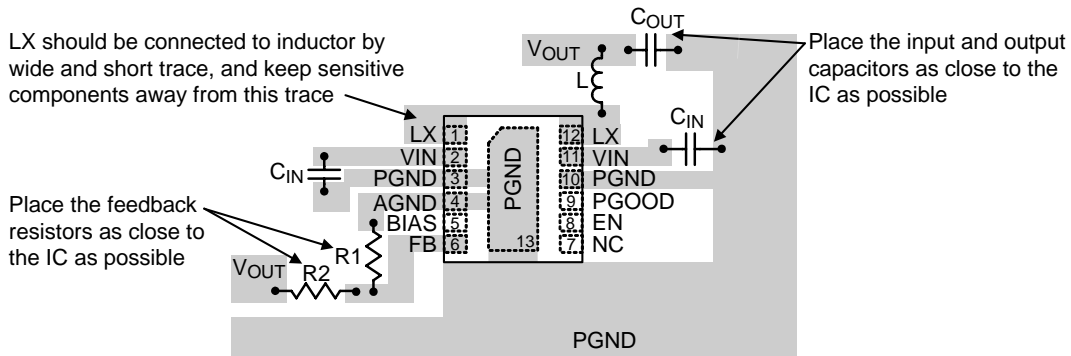 LX should be connected to inductor by
wide and short trace, and keep sensitive
components away from this trace
COUT
VOUT
L
Place the input and output
capacitors as close to the
IC as possible
CIN
LX 1
VIN 2
PGND 3
AGND 4
BIAS 5
FB 6
PGND
13
12 LX
11 VIN
10 PGND
9 PGOOD
8 EN
7 NC
CIN
Place the feedback
resistors as close to
the IC as possible
R1
VOUT
R2
PGND